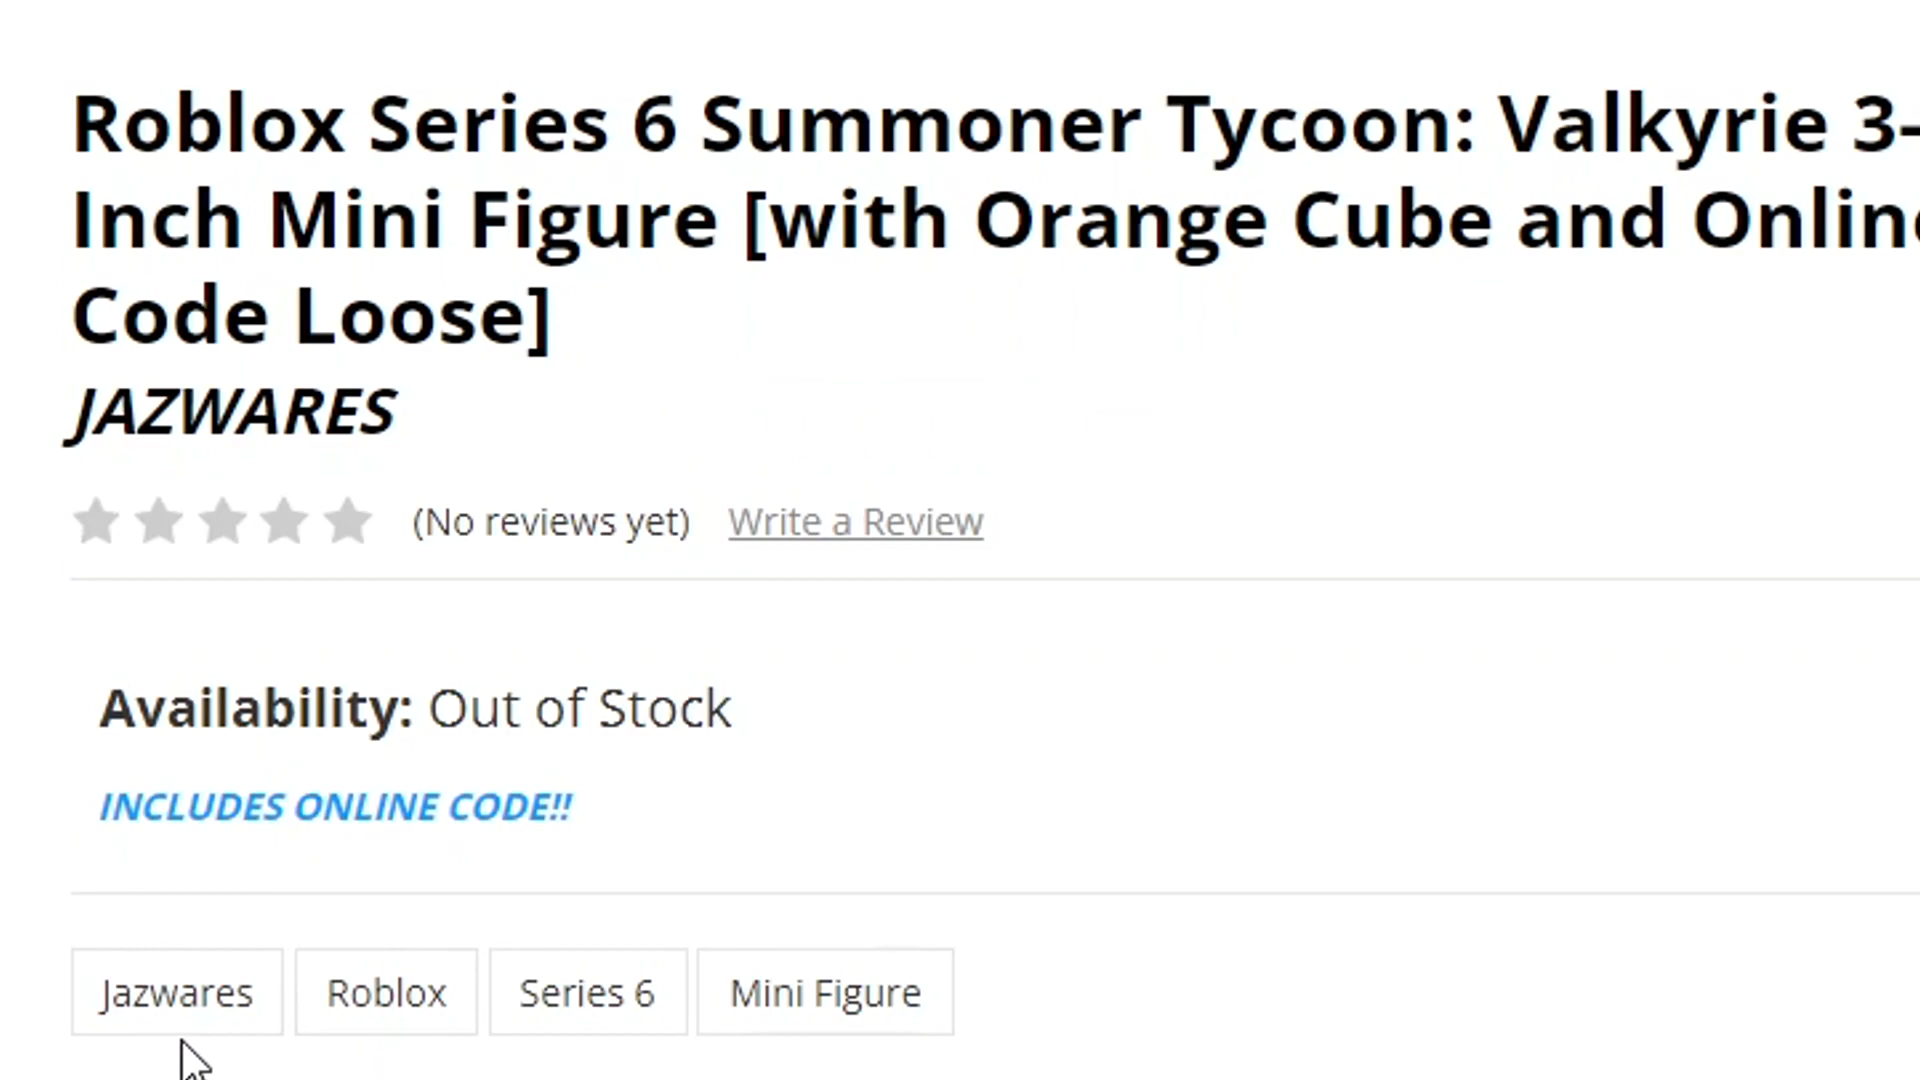 Roblox Series 6 Summoner Tycoon: Valkyrie 3-
Inch Mini Figure [with Orange Cube and Online
Code Loose]
JAZWARES
(No reviews yet) Write a Review
Availability: Out of Stock
INCLUDES ONLINE CODE!!
Jazwares Roblox Series 6 Mini Figure